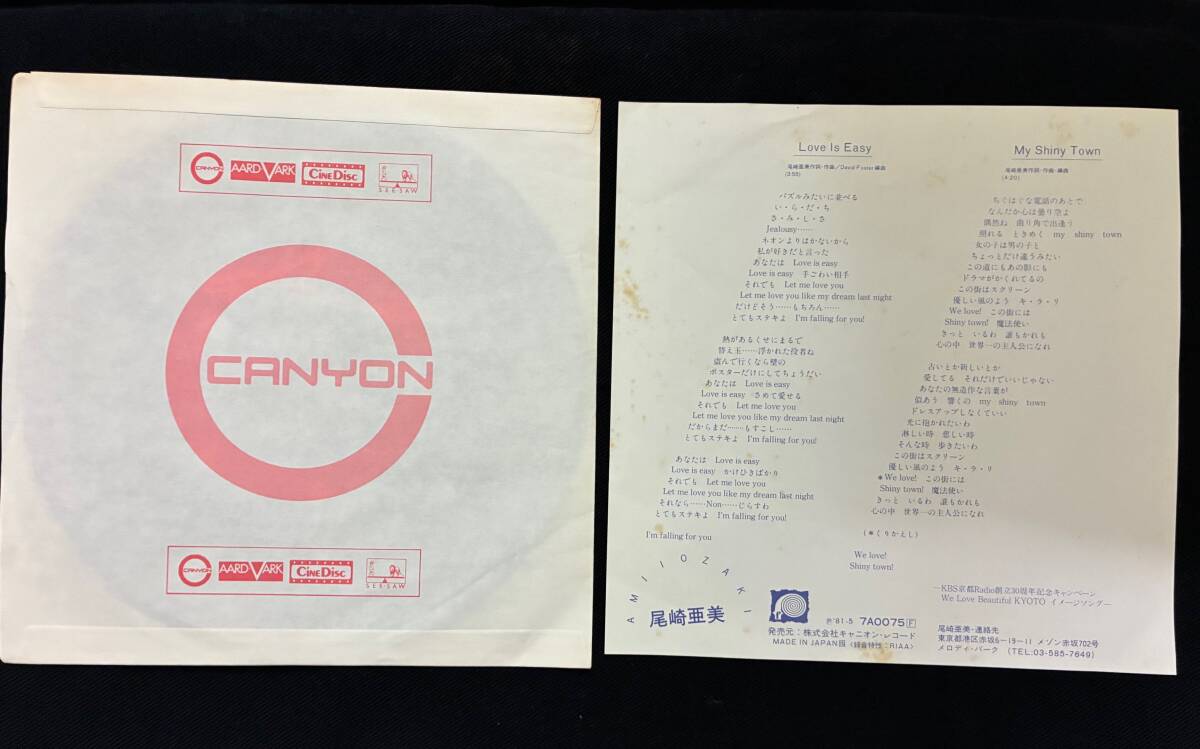 CANYON
AARD VARK
CINE DISC
SEE・SAW
CANYON
CANYON
AARD VARK
CINE DISC
SEE・SAW
Love Is Easy
尾崎亜美作詞・作曲／David Foster編曲
(3:55)
パズルみたいに並べる
い・ら・だ・ち
さ・み・し・さ
Jealousy……
ネオンよりはかないから
私が好きだと言った
あなたは Love is easy
Love is easy 手ごわい相手
それでも Let me love you
Let me love you like my dream last night
だけどそう……もちろん……
とてもステキよ I'm falling for you!
熱があるくせにまるで
替え玉……浮かれた役者ね
盗んで行くなら壁の
ポスターだけにしてちょうだい
あなたは Love is easy
Love is easy さめて愛せる
それでも Let me love you
Let me love you like my dream last night
だからまだ……もすこし……
とてもステキよ I'm falling for you!
あなたは Love is easy
Love is easy かけひきばかり
それでも Let me love you
Let me love you like my dream last night
それなら……Non……じらすわ
とてもステキよ I'm falling for you!
I'm falling for you
My Shiny Town
尾崎亜美作詞・作曲・編曲
(4:20)
ちぐはぐな電話のあとで
なんだか心は曇り空よ
偶然ね 曲り角で出逢う
照れる ときめく my shiny town
女の子は男の子と
ちょっとだけ違うみたい
この道にもあの影にも
ドラマがかくれてるの
この街はスクリーン
優しい風のよう キ・ラ・リ
We love! この街には
Shiny town! 魔法使い
きっと いるわ 誰もかれも
心の中 世界一の主人公になれ
古いとか新しいとか
愛してる それだけでいいじゃない
あなたの無造作な言葉が
似あう 響くの my shiny town
ドレスアップしなくていい
光に抱かれたいわ
淋しい時 悲しい時
そんな時 歩きたいわ
この街はスクリーン
優しい風のよう キ・ラ・リ
＊We love! この街には
Shiny town! 魔法使い
きっと いるわ 誰もかれも
心の中 世界一の主人公になれ
(＊くりかえし)
We love!
Shiny town!
—KBS京都Radio創立30周年記念キャンペーン
We Love Beautiful KYOTO イメージソング—
AMII OZAKI
尾崎亜美
℗'81・5 7A0075 F
発売元：株式会社キャニオン・レコード
MADE IN JAPAN 〈録音特性：RIAA〉
尾崎亜美・連絡先
東京都港区赤坂6−19−11 メゾン赤坂702号
メロディ・パーク (TEL:03-585-7649)